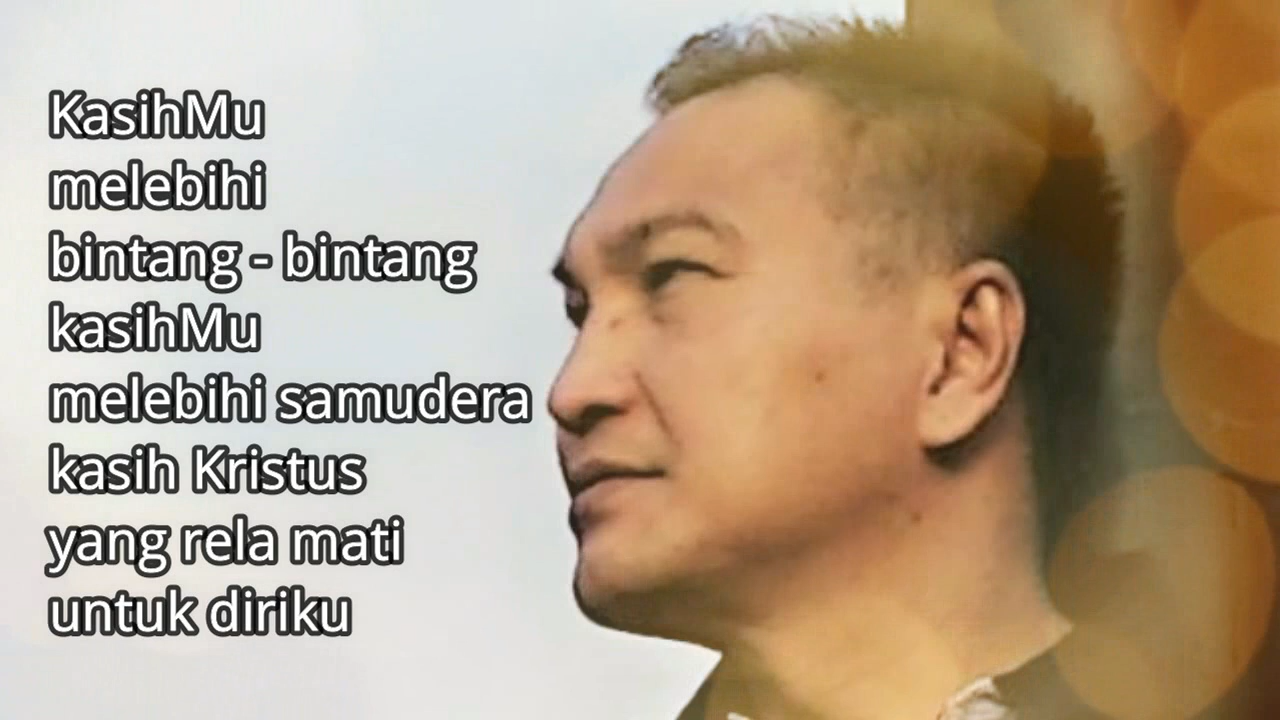 KasihMu
melebihi
bintang - bintang
kasihMu
melebihi samudera
kasih Kristus
yang rela mati
untuk diriku